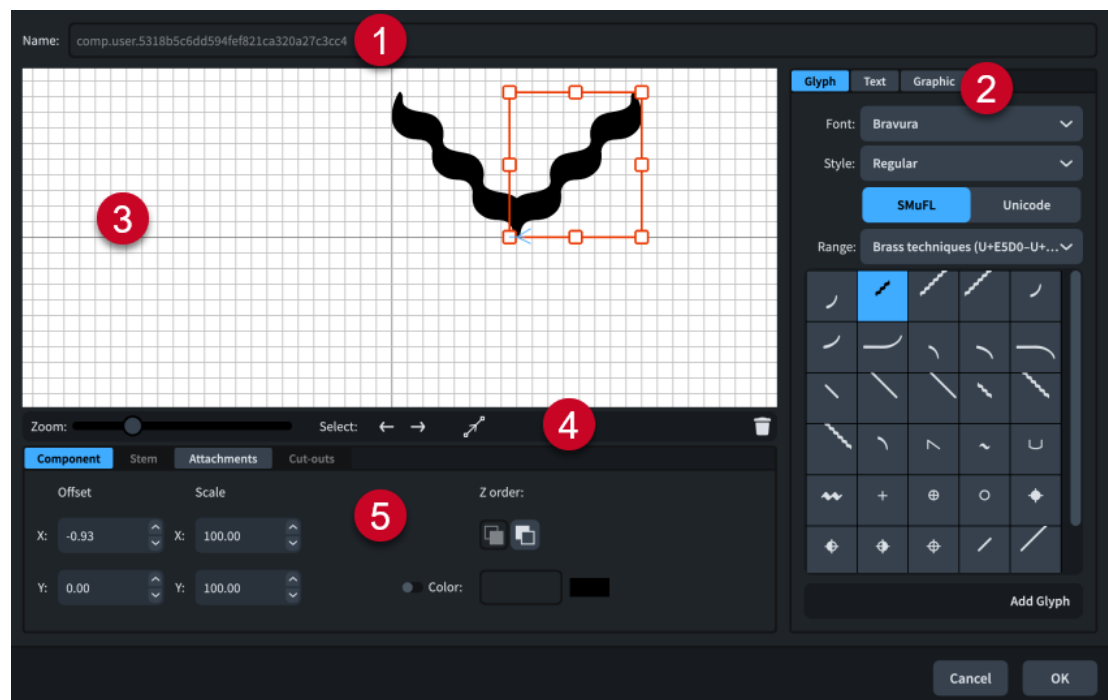 Name: comp.user.5318b5c6dd594fef821ca320a27c3cc4
1
Glyph Text Graphic
2
Font: Bravura
Style: Regular
SMuFL Unicode
Range: Brass techniques (U+E5D0–U+...
3
Zoom: Select:
4
Component Stem Attachments Cut-outs
Offset Scale Z order:
5
X: -0.93 X: 100.00
Y: 0.00 Y: 100.00 Color:
Add Glyph
Cancel OK